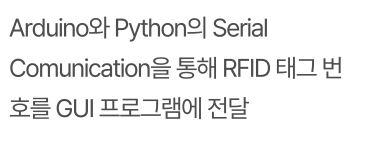 Arduino와 Python의 Serial
Comunication을 통해 RFID 태그 번
호를 GUI 프로그램에 전달